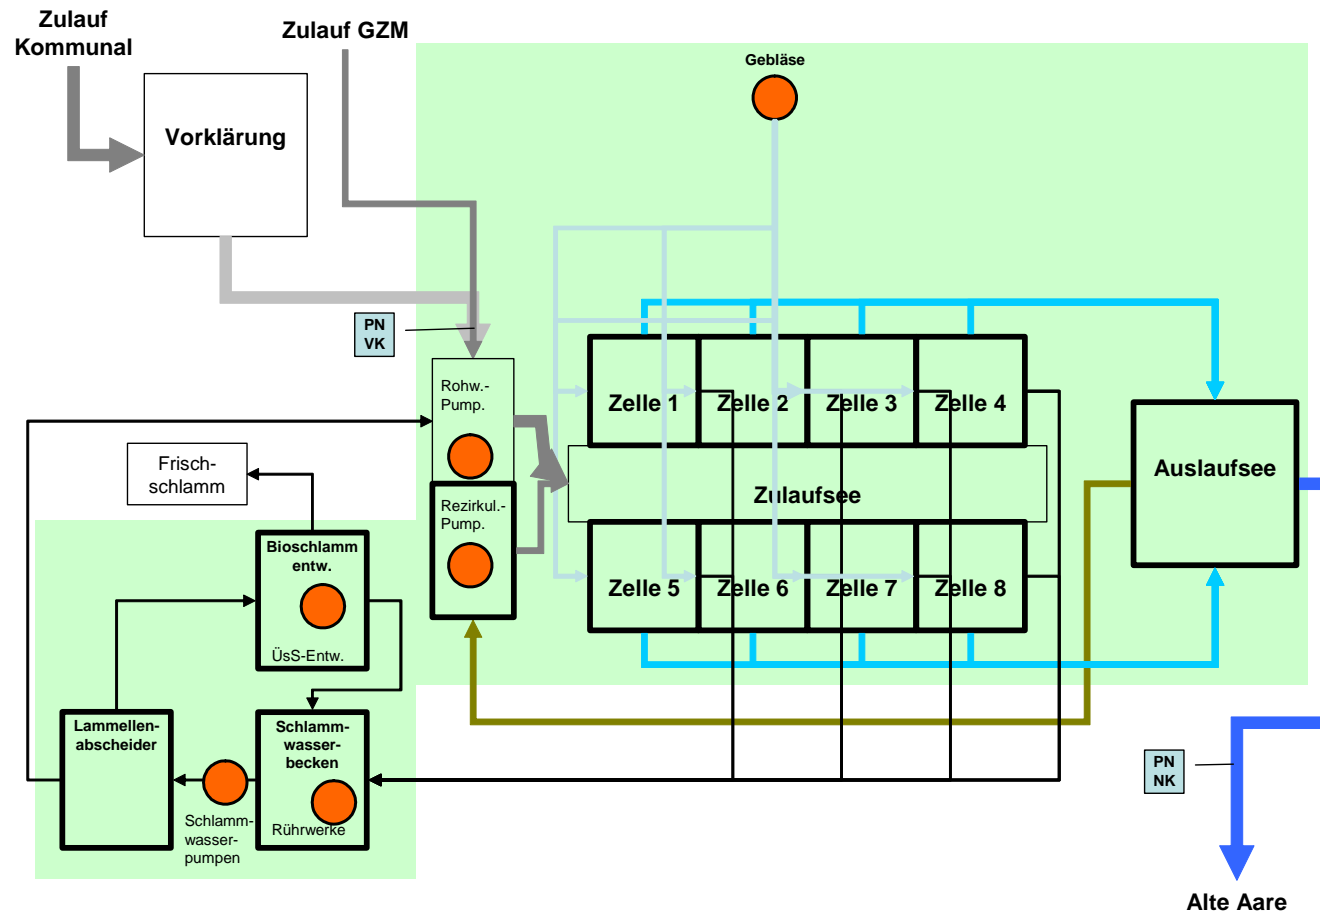 Zulauf
Kommunal
Zulauf GZM
Gebläse
Vorklärung
PN
VK
Rohw.-
Pump.
Zelle 1
Zelle 2
Zelle 3
Zelle 4
Frisch-
schlamm
Zulaufsee
Auslaufsee
Rezirkul.-
Pump.
Bioschlamm
entw.
ÜsS-Entw.
Zelle 5
Zelle 6
Zelle 7
Zelle 8
Lammellen-
abscheider
Schlamm-
wasser-
becken
Rührwerke
Schlamm-
wasser-
pumpen
PN
NK
Alte Aare